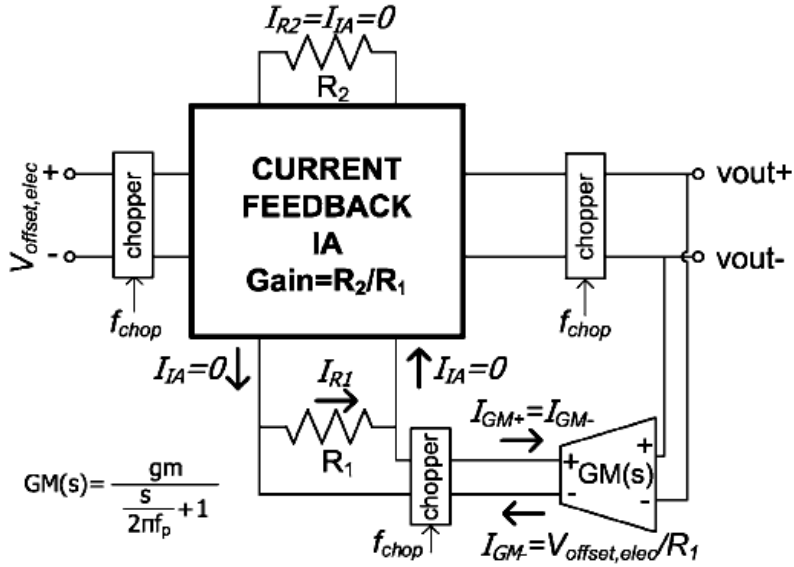 I_R2=I_IA=0
R_2
CURRENT
FEEDBACK
IA
Gain=R_2/R_1
V_offset,elec
+
-
chopper
f_chop
chopper
f_chop
vout+
vout-
I_IA=0
I_R1
I_IA=0
R_1
chopper
f_chop
I_GM+=I_GM-
+
-
GM(s)
+
-
I_GM-=V_offset,elec/R_1
GM(s)=
gm
s
2πf_p
+1